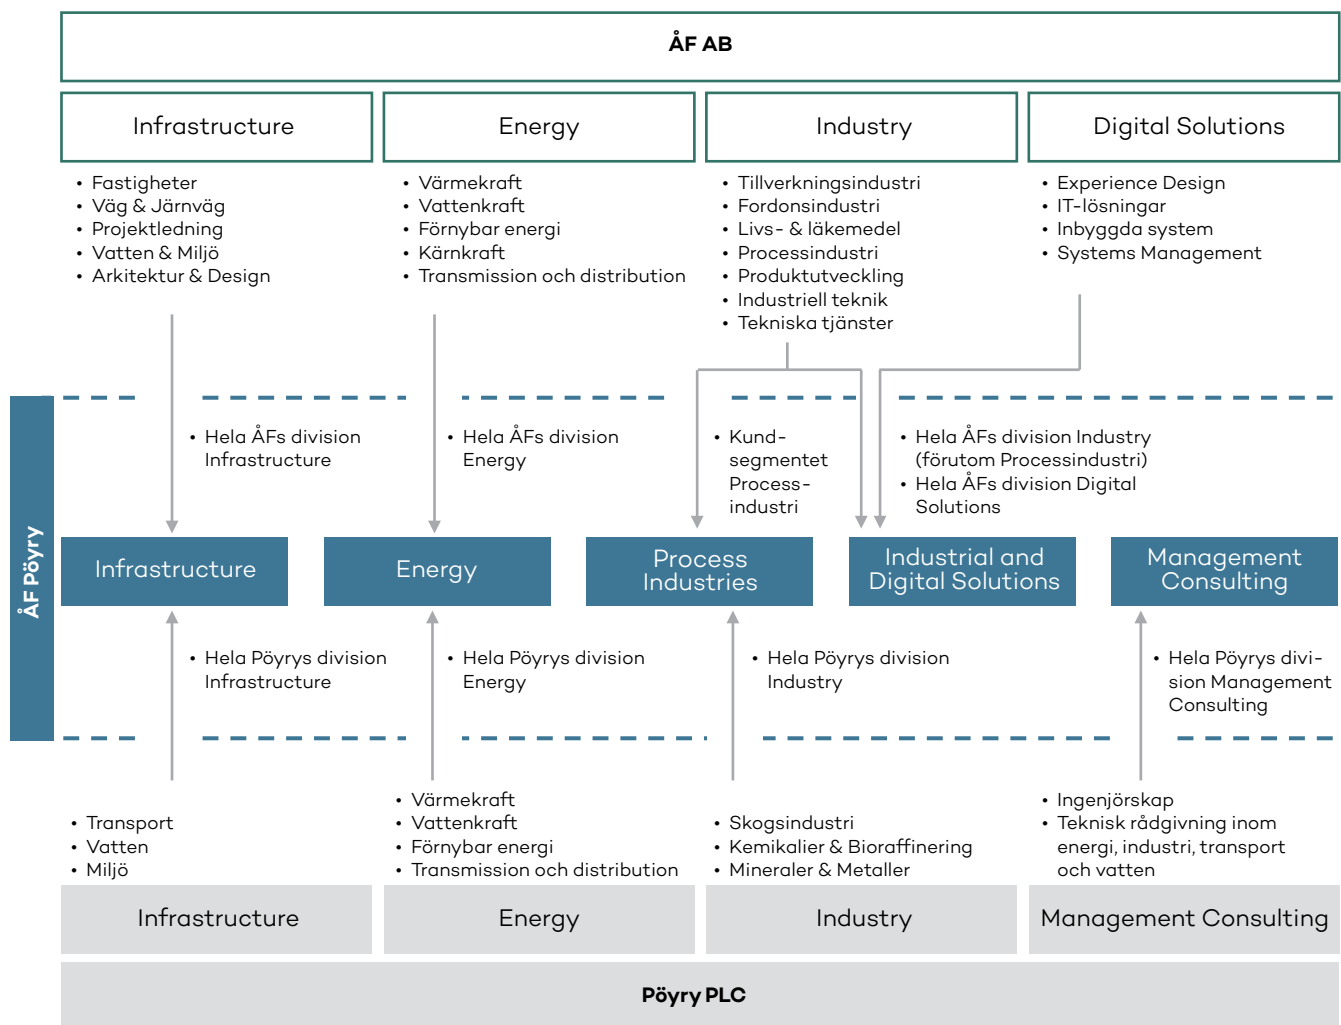 ÅF AB
Infrastructure
Energy
Industry
Digital Solutions
• Fastigheter
• Väg & Järnväg
• Projektledning
• Vatten & Miljö
• Arkitektur & Design
• Värmekraft
• Vattenkraft
• Förnybar energi
• Kärnkraft
• Transmission och distribution
• Tillverkningsindustri
• Fordonsindustri
• Livs- & läkemedel
• Processindustri
• Produktutveckling
• Industriell teknik
• Tekniska tjänster
• Experience Design
• IT-lösningar
• Inbyggda system
• Systems Management
ÅF Pöyry
• Hela ÅFs division
Infrastructure
• Hela ÅFs division
Energy
• Kund-
segmentet
Process-
industri
• Hela ÅFs division Industry
(förutom Processindustri)
• Hela ÅFs division Digital
Solutions
Infrastructure
Energy
Process
Industries
Industrial and
Digital Solutions
Management
Consulting
• Hela Pöyrys division
Infrastructure
• Hela Pöyrys division
Energy
• Hela Pöyrys division
Industry
• Hela Pöyrys divi-
sion Management
Consulting
• Transport
• Vatten
• Miljö
• Värmekraft
• Vattenkraft
• Förnybar energi
• Transmission och distribution
• Skogsindustri
• Kemikalier & Bioraffinering
• Mineraler & Metaller
• Ingenjörskap
• Teknisk rådgivning inom
energi, industri, transport
och vatten
Infrastructure
Energy
Industry
Management Consulting
Pöyry PLC